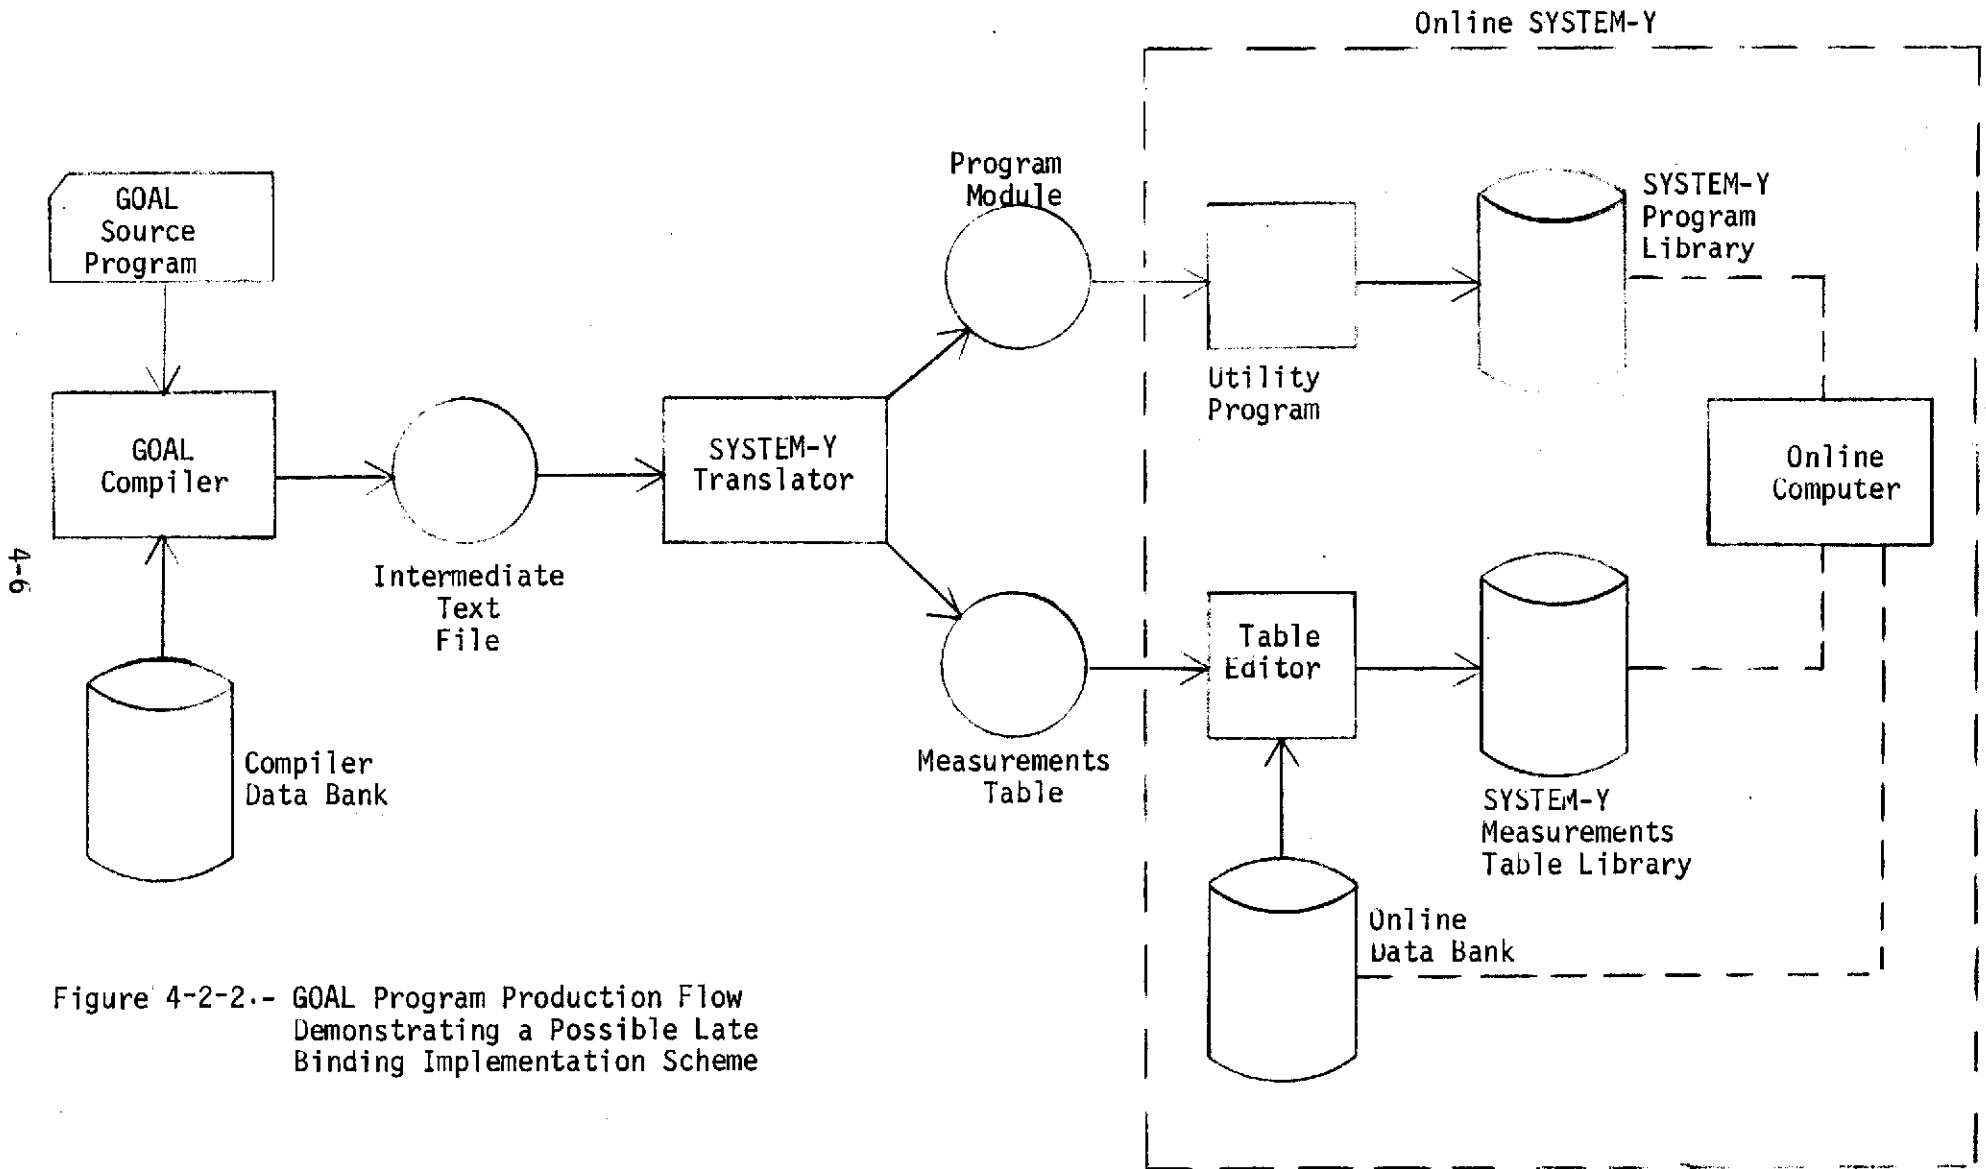 Online SYSTEM-Y
GOAL
Source
Program
GOAL
Compiler
Compiler
Data Bank
Intermediate
Text
File
SYSTEM-Y
Translator
Program
Module
Measurements
Table
Utility
Program
SYSTEM-Y
Program
Library
Table
Editor
SYSTEM-Y
Measurements
Table Library
Online
Computer
Online
Data Bank
4-6
Figure 4-2-2.- GOAL Program Production Flow
Demonstrating a Possible Late
Binding Implementation Scheme